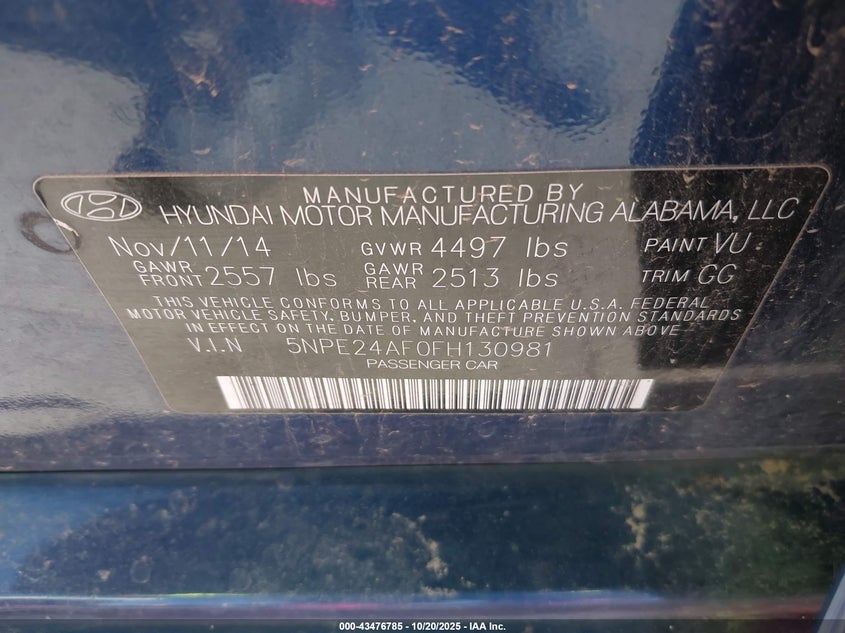 MANUFACTURED BY
HYUNDAI MOTOR MANUFACTURING ALABAMA, LLC
Nov/11/14 GVWR 4497 lbs PAINT VU
GAWR FRONT 2557 lbs GAWR REAR 2513 lbs TRIM GC
THIS VEHICLE CONFORMS TO ALL APPLICABLE U.S.A. FEDERAL
MOTOR VEHICLE SAFETY, BUMPER, AND THEFT PREVENTION STANDARDS
IN EFFECT ON THE DATE OF MANUFACTURE SHOWN ABOVE
V.I.N 5NPE24AF0FH130981
PASSENGER CAR
000-43476785 - 10/20/2025 - IAA Inc.